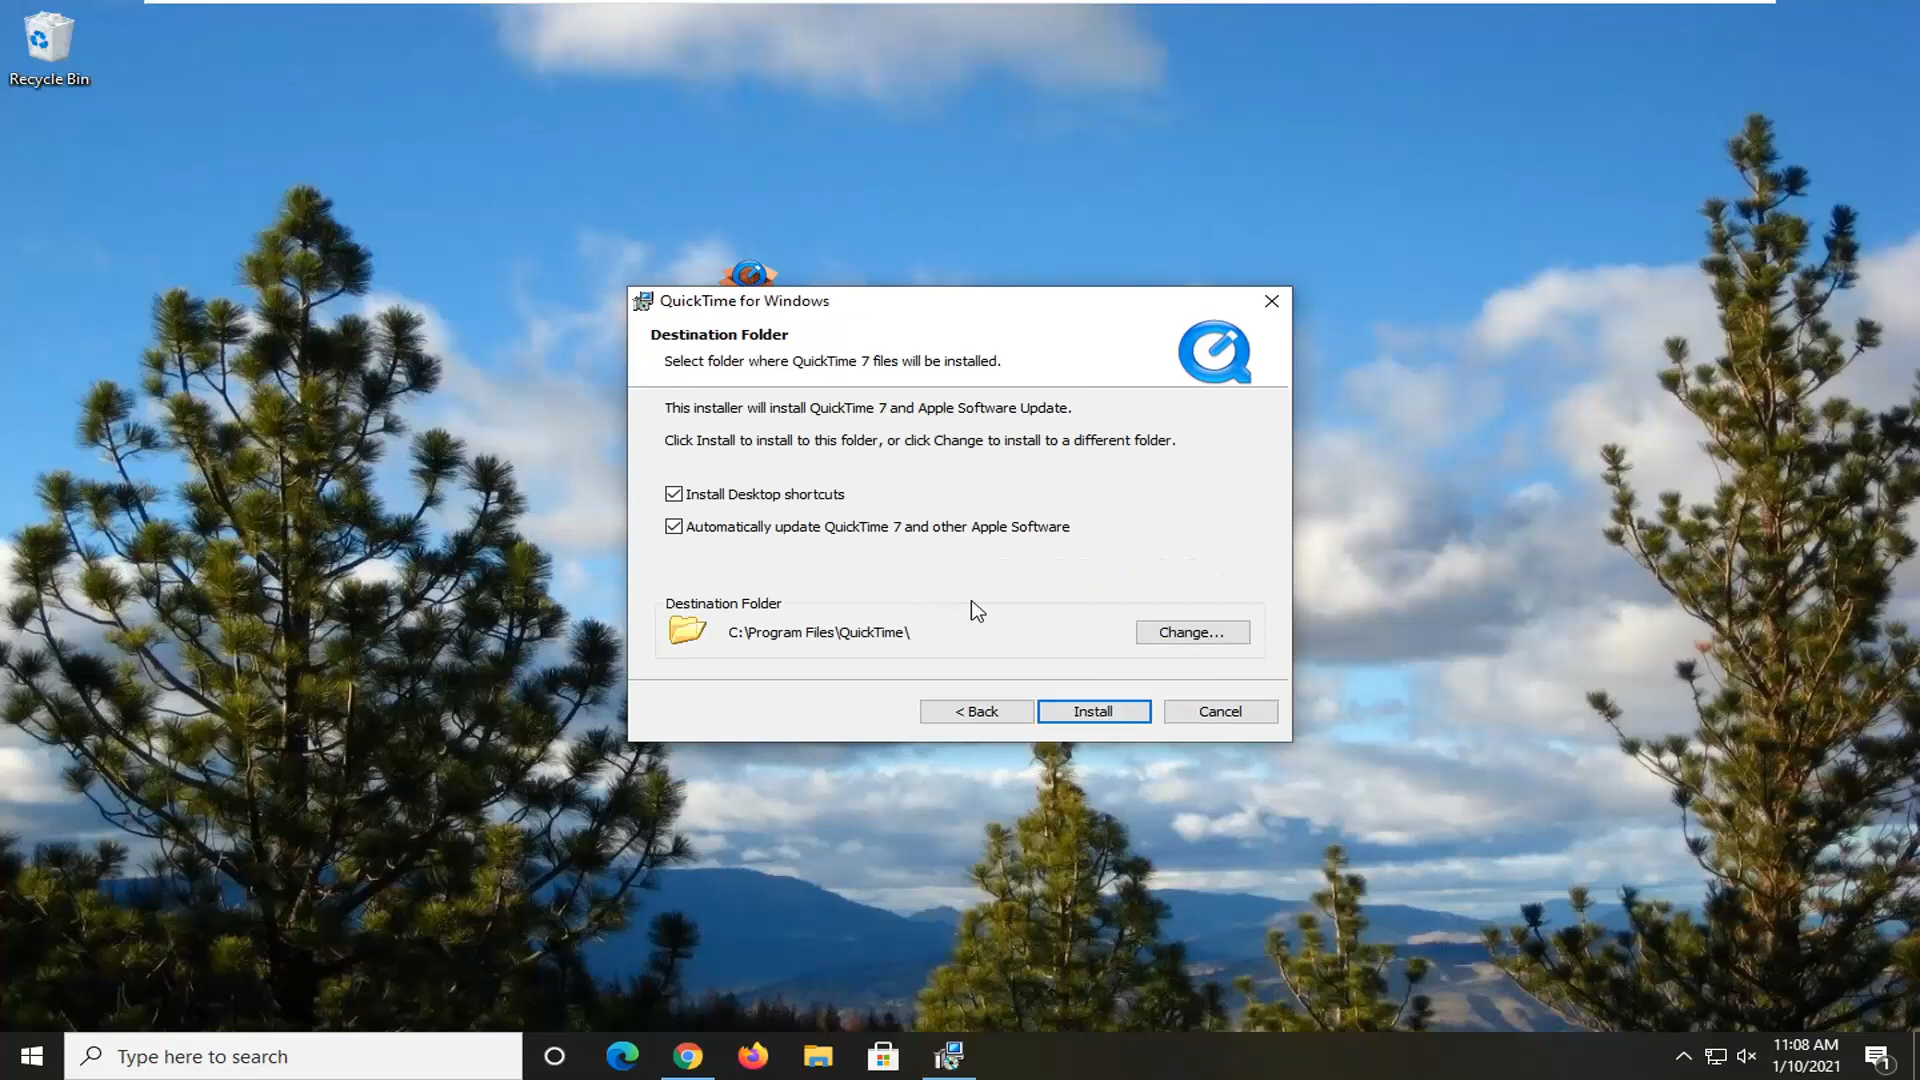 Recycle Bin
QuickTime for Windows
Destination Folder
Select folder where QuickTime 7 files will be installed.
This installer will install QuickTime 7 and Apple Software Update.
Click Install to install to this folder, or click Change to install to a different folder.
Install Desktop shortcuts
Automatically update QuickTime 7 and other Apple Software
Destination Folder
C:\Program Files\QuickTime\
Change...
< Back
Install
Cancel
Type here to search
11:08 AM
1/10/2021
1